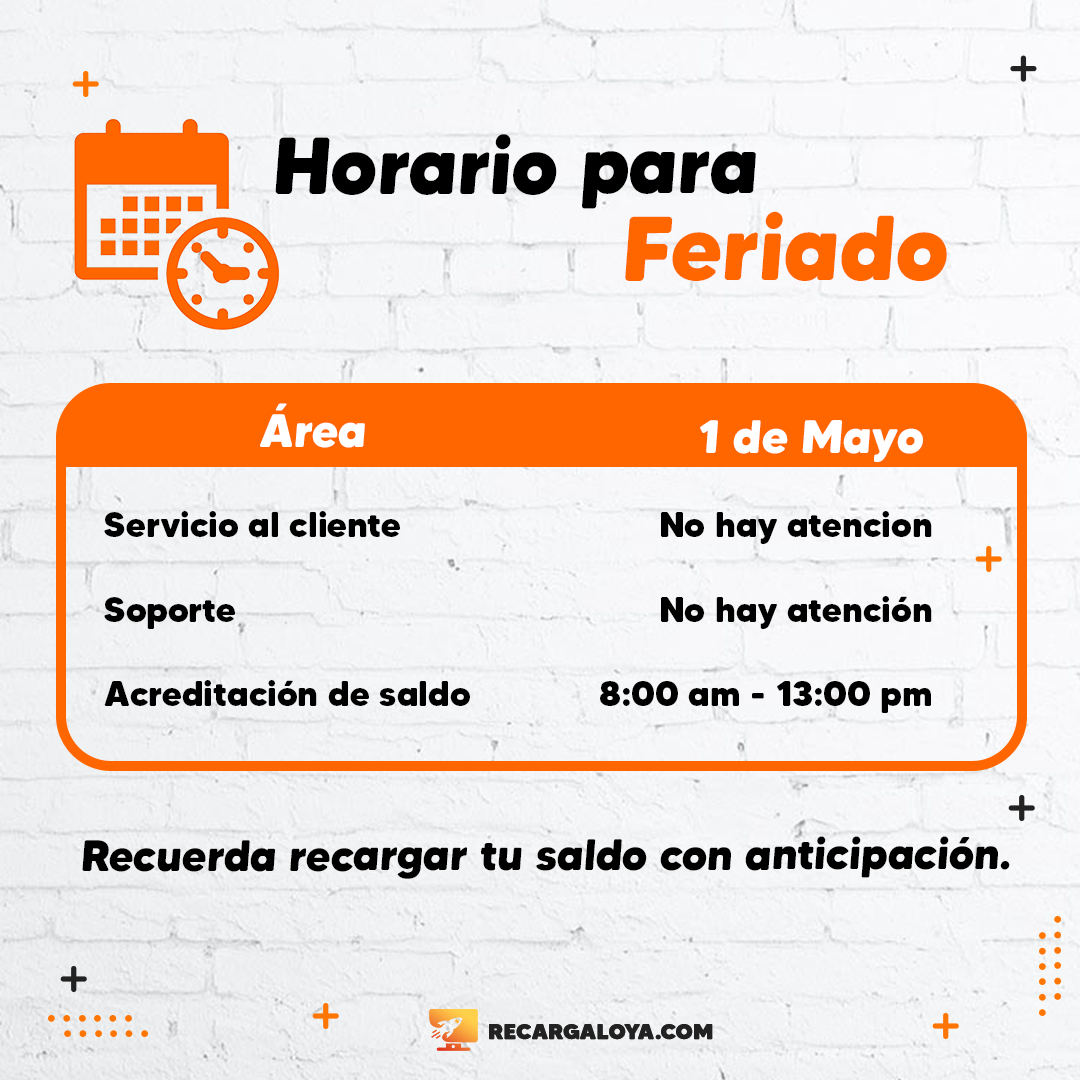 Horario para
Feriado
Área
1 de Mayo
Servicio al cliente
No hay atencion
Soporte
No hay atención
Acreditación de saldo
8:00 am - 13:00 pm
Recuerda recargar tu saldo con anticipación.
RECARGALOYA.COM